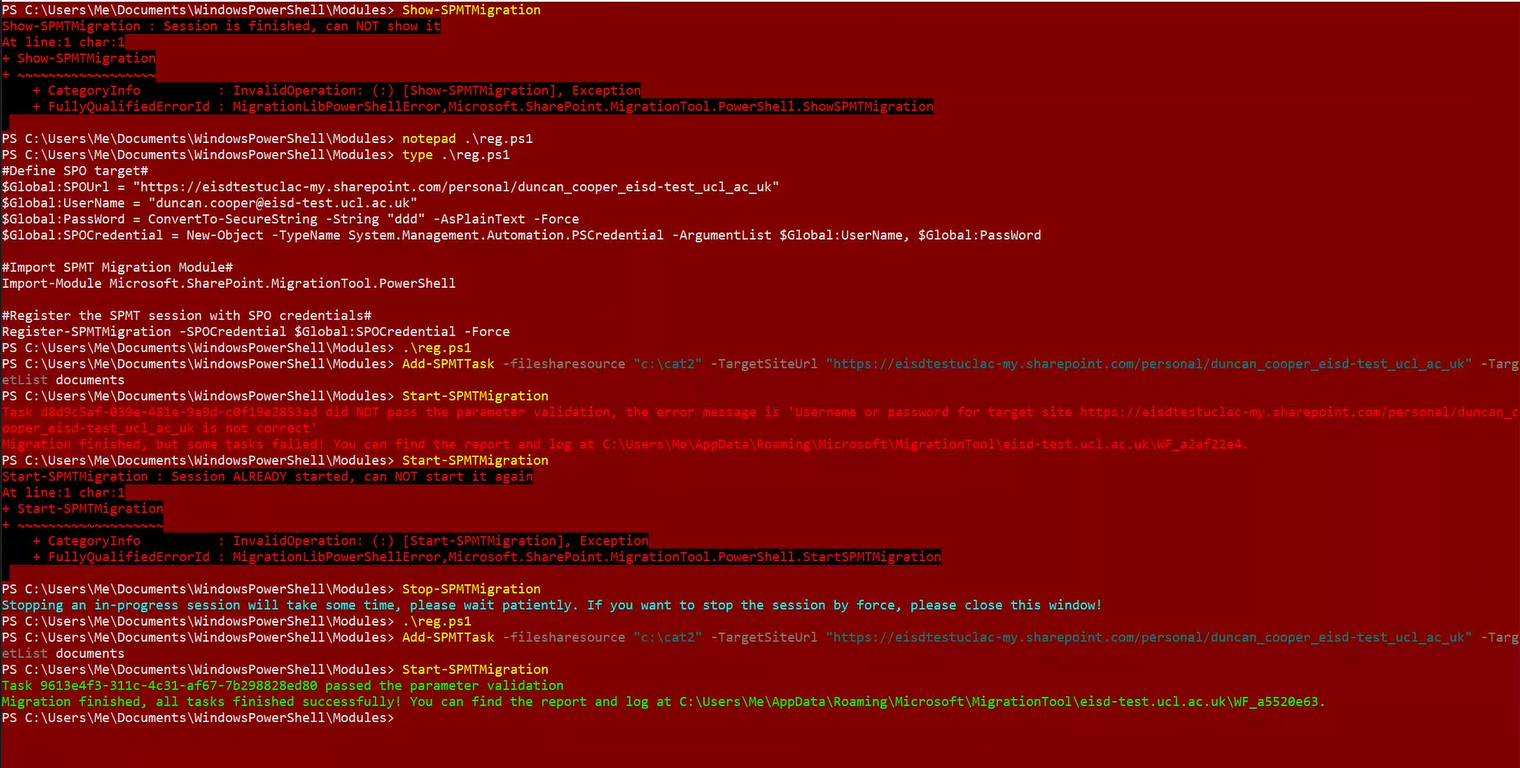 PS C:\Users\Me\Documents\WindowsPowerShell\Modules> Show-SPMTMigration
Show-SPMTMigration : Session is finished, can NOT show it
At line:1 char:1
+ Show-SPMTMigration
+ ~~~~~~~~~~~~~~~~~~
    + CategoryInfo          : InvalidOperation: (:) [Show-SPMTMigration], Exception
    + FullyQualifiedErrorId : MigrationLibPowerShellError,Microsoft.SharePoint.MigrationTool.PowerShell.ShowSPMTMigration
PS C:\Users\Me\Documents\WindowsPowerShell\Modules> notepad .\reg.ps1
PS C:\Users\Me\Documents\WindowsPowerShell\Modules> type .\reg.ps1
#Define SPO target#
$Global:SPOUrl = "https://eisdtestuclac-my.sharepoint.com/personal/duncan_cooper_eisd-test_ucl_ac_uk"
$Global:UserName = "duncan.cooper@eisd-test.ucl.ac.uk"
$Global:PassWord = ConvertTo-SecureString -String "ddd" -AsPlainText -Force
$Global:SPOCredential = New-Object -TypeName System.Management.Automation.PSCredential -ArgumentList $Global:UserName, $Global:PassWord
#Import SPMT Migration Module#
Import-Module Microsoft.SharePoint.MigrationTool.PowerShell
#Register the SPMT session with SPO credentials#
Register-SPMTMigration -SPOCredential $Global:SPOCredential -Force
PS C:\Users\Me\Documents\WindowsPowerShell\Modules> .\reg.ps1
PS C:\Users\Me\Documents\WindowsPowerShell\Modules> Add-SPMTTask -filesharesource "c:\cat2" -TargetSiteUrl "https://eisdtestuclac-my.sharepoint.com/personal/duncan_cooper_eisd-test_ucl_ac_uk" -Targ
etList documents
PS C:\Users\Me\Documents\WindowsPowerShell\Modules> Start-SPMTMigration
Task d8d9c5af-039e-481e-9a9d-c0f19e2853ad did NOT pass the parameter validation, the error message is 'Username or password for target site https://eisdtestuclac-my.sharepoint.com/personal/duncan_c
ooper_eisd-test_ucl_ac_uk is not correct'
Migration finished, but some tasks failed! You can find the report and log at C:\Users\Me\AppData\Roaming\Microsoft\MigrationTool\eisd-test.ucl.ac.uk\WF_a2af22e4.
PS C:\Users\Me\Documents\WindowsPowerShell\Modules> Start-SPMTMigration
Start-SPMTMigration : Session ALREADY started, can NOT start it again
At line:1 char:1
+ Start-SPMTMigration
+ ~~~~~~~~~~~~~~~~~~~
    + CategoryInfo          : InvalidOperation: (:) [Start-SPMTMigration], Exception
    + FullyQualifiedErrorId : MigrationLibPowerShellError,Microsoft.SharePoint.MigrationTool.PowerShell.StartSPMTMigration
PS C:\Users\Me\Documents\WindowsPowerShell\Modules> Stop-SPMTMigration
Stopping an in-progress session will take some time, please wait patiently. If you want to stop the session by force, please close this window!
PS C:\Users\Me\Documents\WindowsPowerShell\Modules> .\reg.ps1
PS C:\Users\Me\Documents\WindowsPowerShell\Modules> Add-SPMTTask -filesharesource "c:\cat2" -TargetSiteUrl "https://eisdtestuclac-my.sharepoint.com/personal/duncan_cooper_eisd-test_ucl_ac_uk" -Targ
etList documents
PS C:\Users\Me\Documents\WindowsPowerShell\Modules> Start-SPMTMigration
Task 9613e4f3-311c-4c31-af67-7b298828ed80 passed the parameter validation
Migration finished, all tasks finished successfully! You can find the report and log at C:\Users\Me\AppData\Roaming\Microsoft\MigrationTool\eisd-test.ucl.ac.uk\WF_a5520e63.
PS C:\Users\Me\Documents\WindowsPowerShell\Modules>